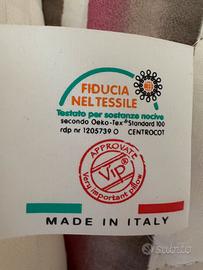 FIDUCIA
NEL TESSILE
Testato per sostanze nocive
secondo Oeko-Tex® Standard 100
rdp nr 1205739 O CENTROCOT
APPROVATE
VIP
Very important pillow
MADE IN ITALY
subito